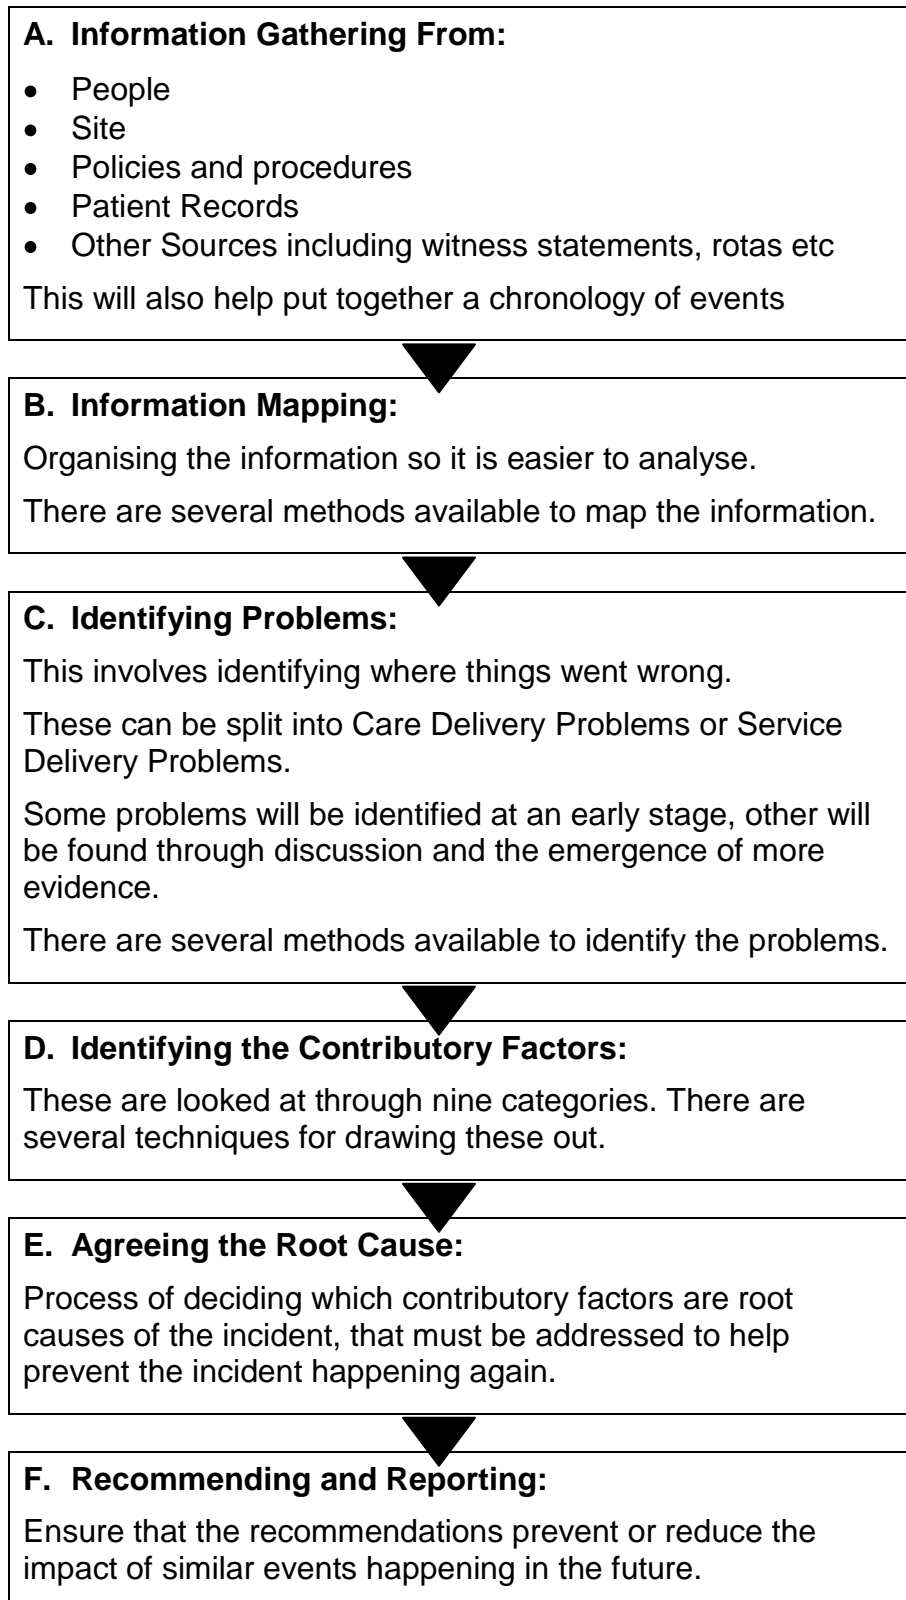 A. Information Gathering From:
• People
• Site
• Policies and procedures
• Patient Records
• Other Sources including witness statements, rotas etc
This will also help put together a chronology of events
B. Information Mapping:
Organising the information so it is easier to analyse.
There are several methods available to map the information.
C. Identifying Problems:
This involves identifying where things went wrong.
These can be split into Care Delivery Problems or Service
Delivery Problems.
Some problems will be identified at an early stage, other will
be found through discussion and the emergence of more
evidence.
There are several methods available to identify the problems.
D. Identifying the Contributory Factors:
These are looked at through nine categories. There are
several techniques for drawing these out.
E. Agreeing the Root Cause:
Process of deciding which contributory factors are root
causes of the incident, that must be addressed to help
prevent the incident happening again.
F. Recommending and Reporting:
Ensure that the recommendations prevent or reduce the
impact of similar events happening in the future.